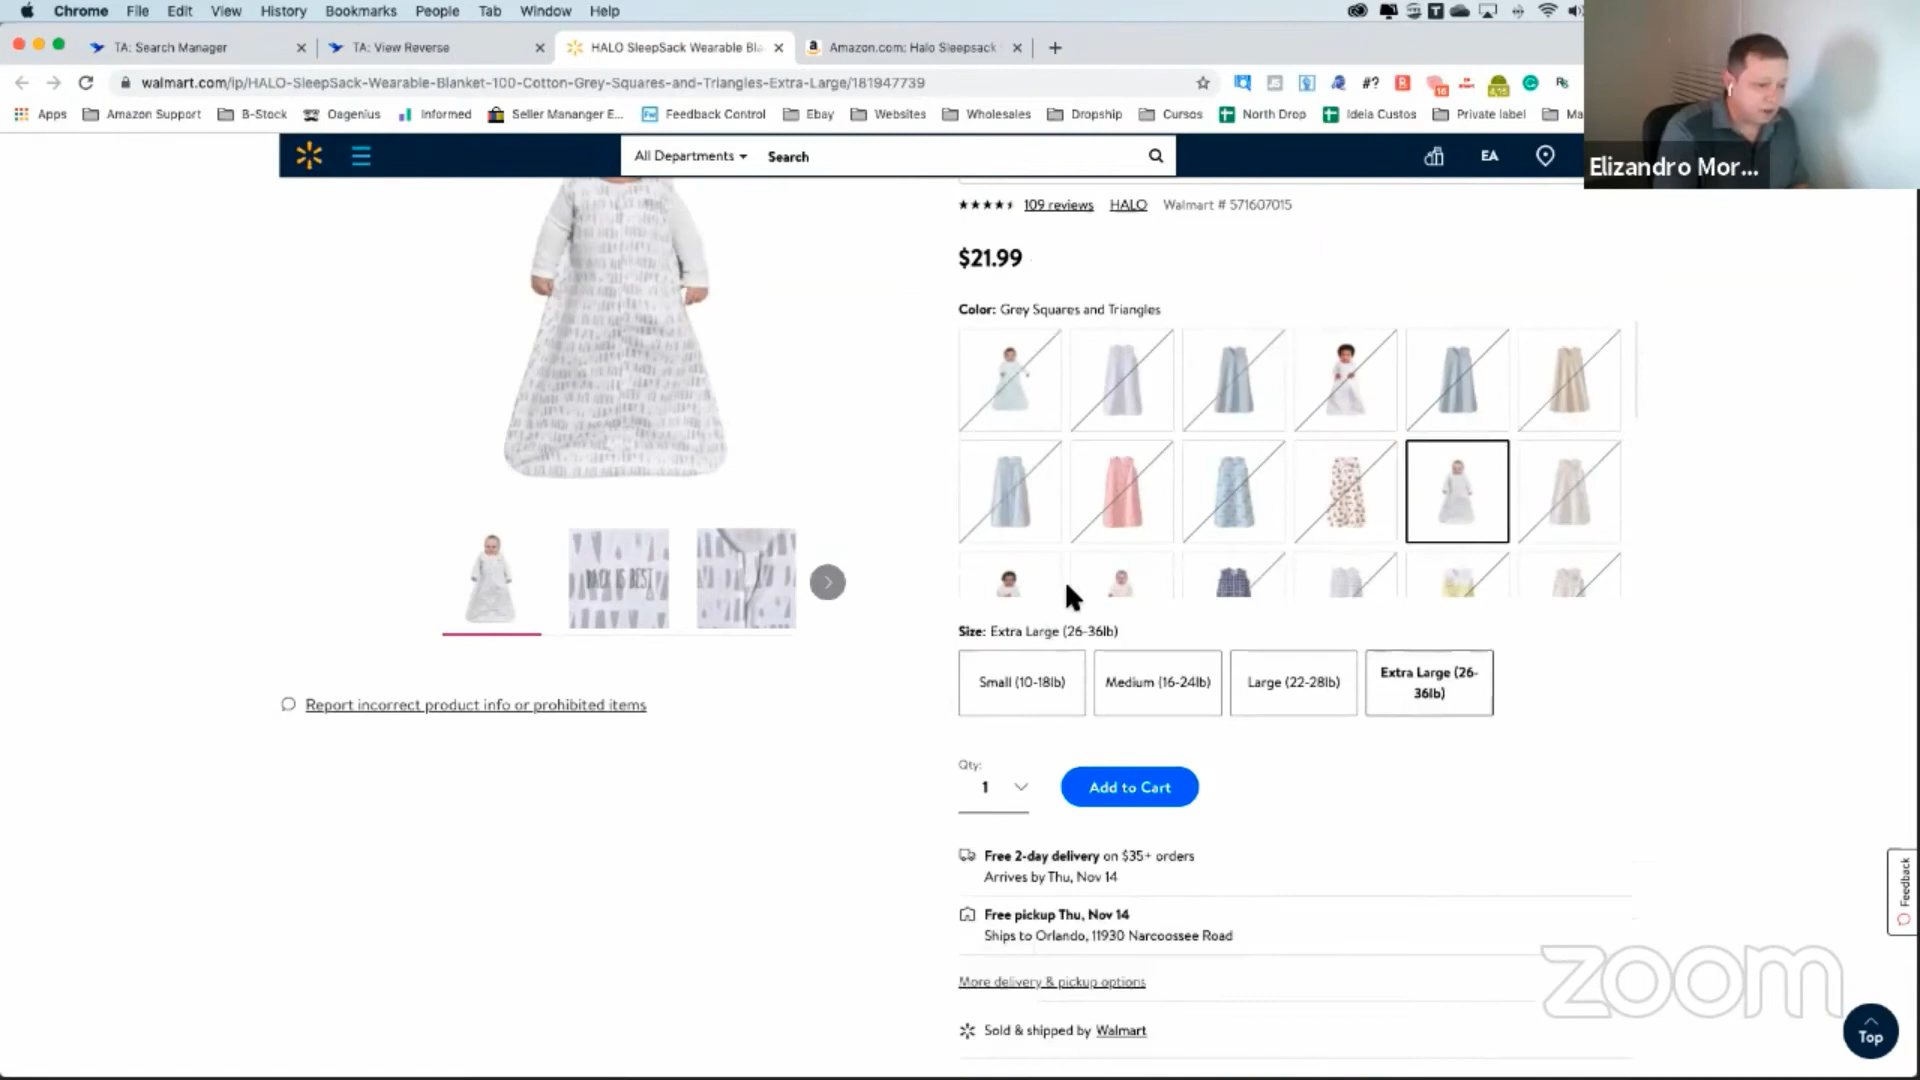 Chrome File Edit View History Bookmarks People Tab Window Help
TA: Search Manager
TA: View Reverse
HALO SleepSack Wearable Bla
Amazon.com: Halo Sleepsack
walmart.com/ip/HALO-SleepSack-Wearable-Blanket-100-Cotton-Grey-Squares-and-Triangles-Extra-Large/181947739
Apps Amazon Support B-Stock Oagenius Informed Seller Mananger E... Feedback Control Ebay Websites Wholesales Dropship Cursos North Drop Ideia Custos Private label Ma
Elizandro Mor...
All Departments Search
EA
109 reviews HALO Walmart # 571607015
$21.99
Color: Grey Squares and Triangles
BACK IS BEST
Size: Extra Large (26-36lb)
Small (10-18lb)
Medium (16-24lb)
Large (22-28lb)
Extra Large (26-
36lb)
Report incorrect product info or prohibited items
Qty:
1
Add to Cart
Free 2-day delivery on $35+ orders
Arrives by Thu, Nov 14
Free pickup Thu, Nov 14
Ships to Orlando, 11930 Narcoossee Road
More delivery & pickup options
Sold & shipped by Walmart
Feedback
zoom
Top